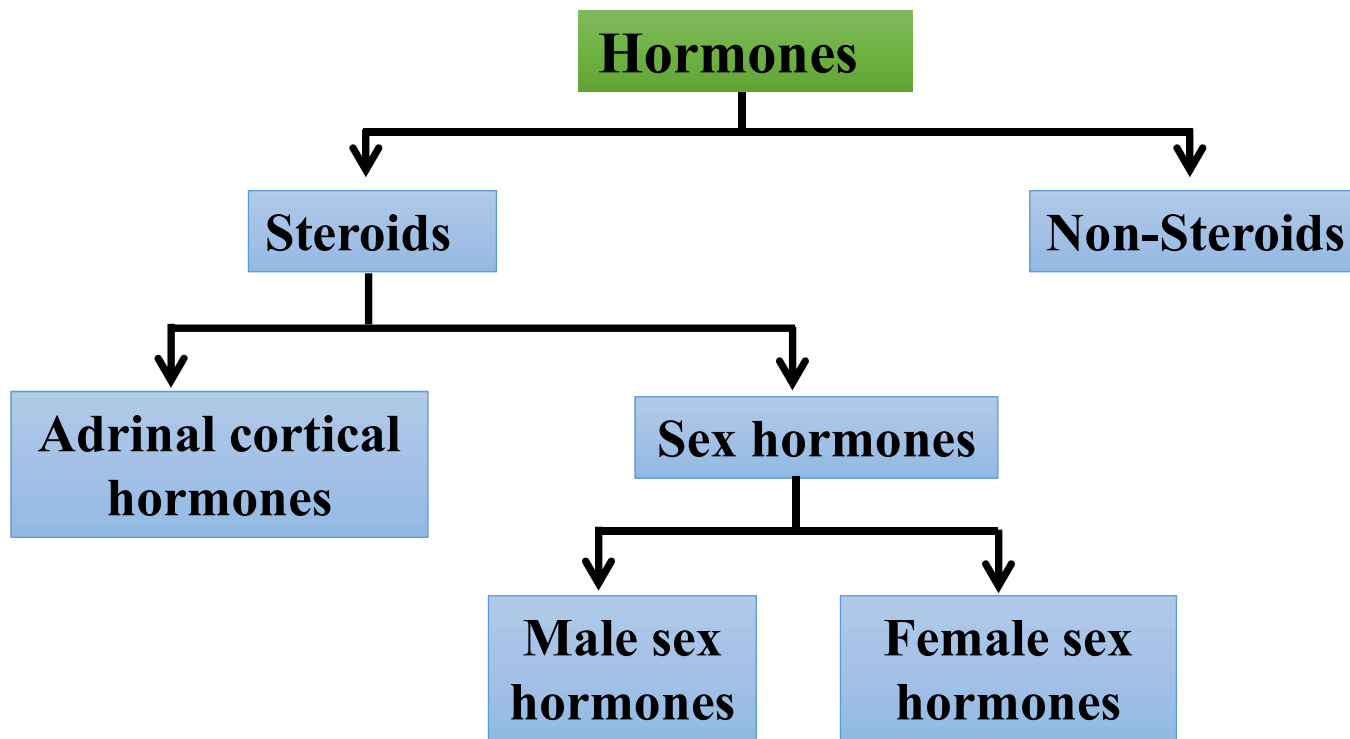 Hormones
Steroids
Non-Steroids
Adrinal cortical
hormones
Sex hormones
Male sex
hormones
Female sex
hormones